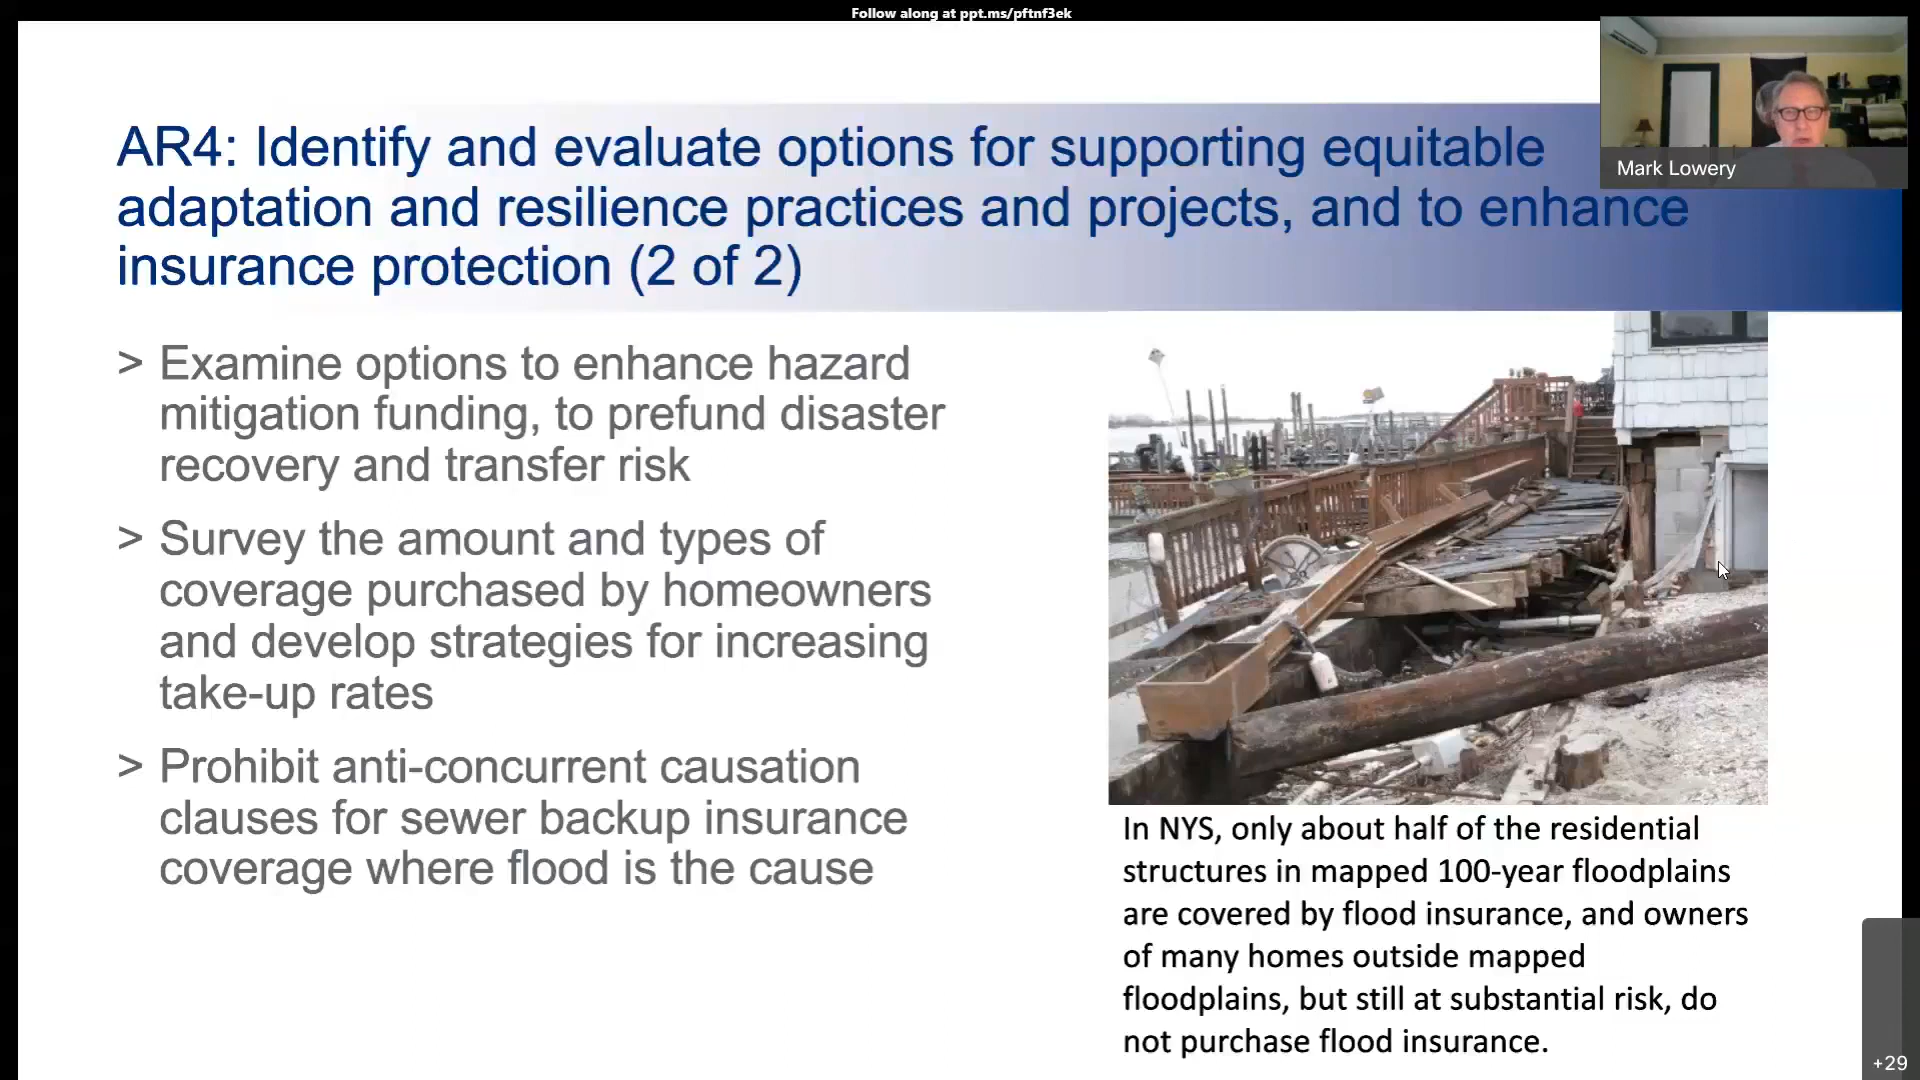 Follow along at ppt.ms/pftnf3ek
Mark Lowery
AR4: Identify and evaluate options for supporting equitable
adaptation and resilience practices and projects, and to enhance
insurance protection (2 of 2)
> Examine options to enhance hazard
mitigation funding, to prefund disaster
recovery and transfer risk
> Survey the amount and types of
coverage purchased by homeowners
and develop strategies for increasing
take-up rates
> Prohibit anti-concurrent causation
clauses for sewer backup insurance
coverage where flood is the cause
In NYS, only about half of the residential
structures in mapped 100-year floodplains
are covered by flood insurance, and owners
of many homes outside mapped
floodplains, but still at substantial risk, do
not purchase flood insurance.
+29